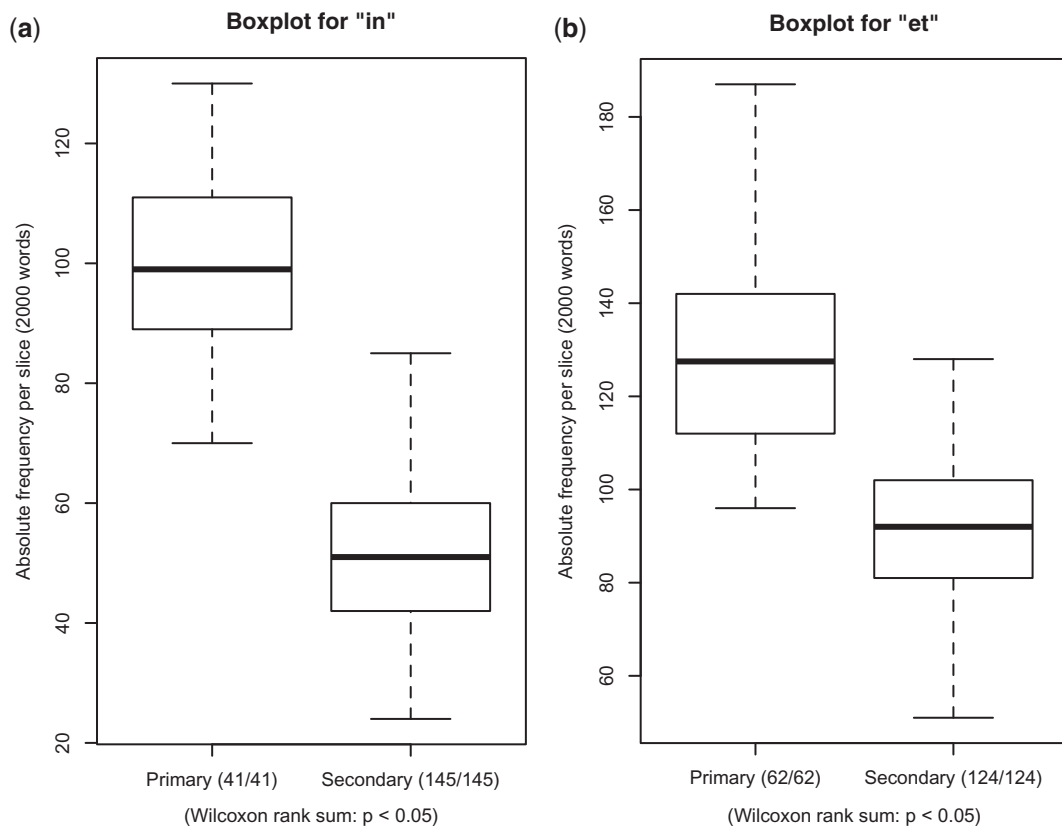 (a)
Boxplot for "in"
Absolute frequency per slice (2000 words)
120
100
80
60
40
20
Primary (41/41) Secondary (145/145)
(Wilcoxon rank sum: p < 0.05)
(b)
Boxplot for "et"
Absolute frequency per slice (2000 words)
180
160
140
120
100
80
60
Primary (62/62) Secondary (124/124)
(Wilcoxon rank sum: p < 0.05)